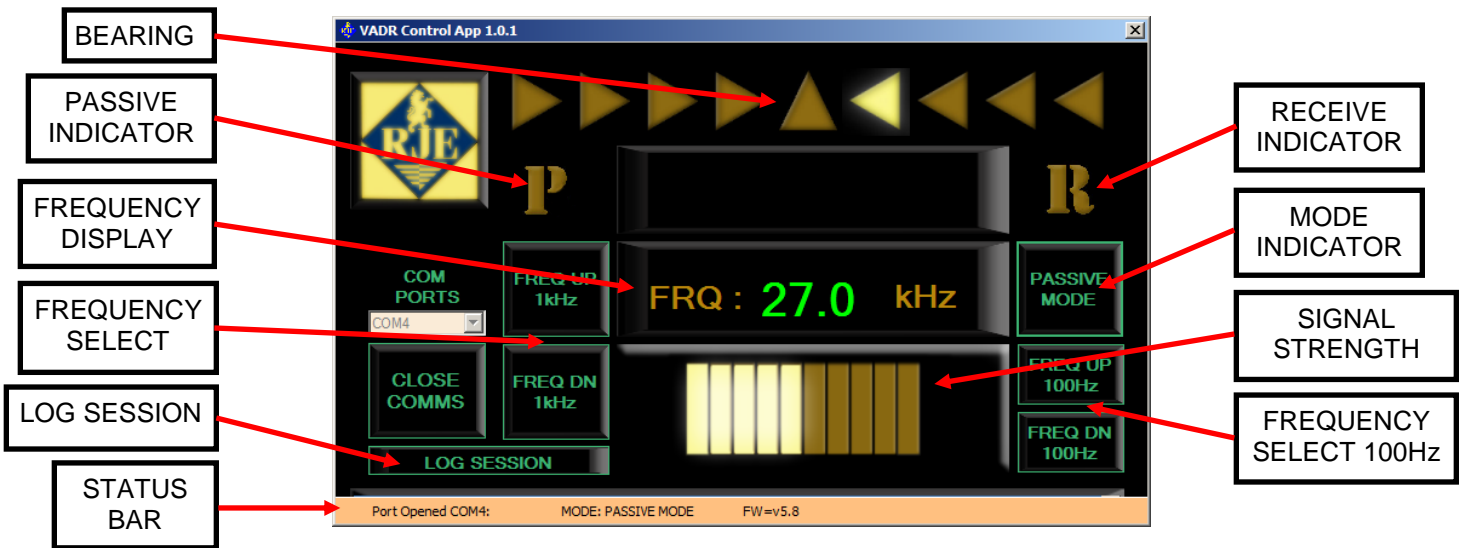 BEARING
PASSIVE
INDICATOR
FREQUENCY
DISPLAY
FREQUENCY
SELECT
LOG SESSION
STATUS
BAR
VADR Control App 1.0.1
RJE
P
R
COM
PORTS
COM4
FREQ UP
1kHz
FRQ : 27.0 kHz
PASSIVE
MODE
CLOSE
COMMS
FREQ DN
1kHz
FREQ UP
100Hz
FREQ DN
100Hz
LOG SESSION
Port Opened COM4: MODE: PASSIVE MODE FW=v5.8
RECEIVE
INDICATOR
MODE
INDICATOR
SIGNAL
STRENGTH
FREQUENCY
SELECT 100Hz